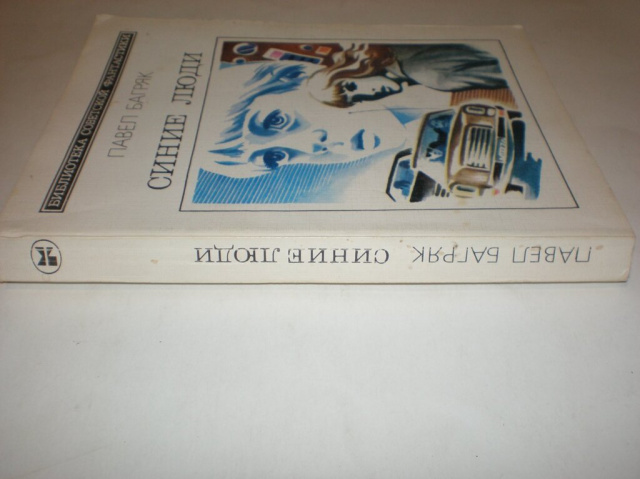 БИБЛИОТЕКА СОВЕТСКОЙ ФАНТАСТИКИ
ПАВЕЛ БАГРЯК
СИНИЕ ЛЮДИ
ПАВЕЛ БАГРЯК
СИНИЕ ЛЮДИ